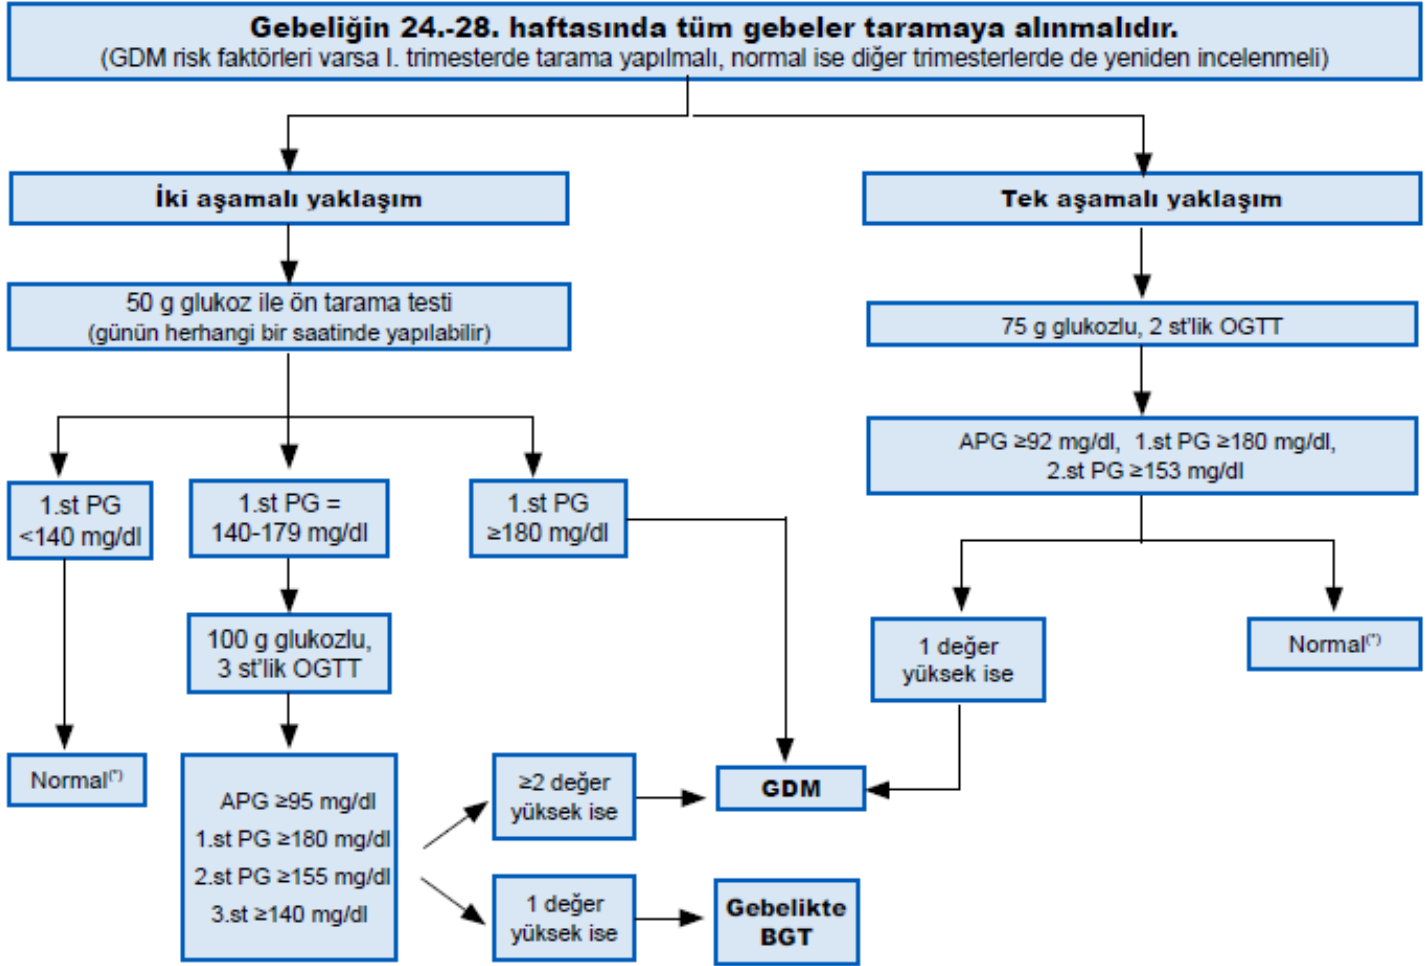 Gebeliğin 24.-28. haftasında tüm gebeler taramaya alınmalıdır.
(GDM risk faktörleri varsa I. trimesterde tarama yapılmalı, normal ise diğer trimesterlerde de yeniden incelenmeli)
İki aşamalı yaklaşım
Tek aşamalı yaklaşım
50 g glukoz ile ön tarama testi
(günün herhangi bir saatinde yapılabilir)
75 g glukozlu, 2 st'lik OGTT
APG ≥92 mg/dl, 1.st PG ≥180 mg/dl,
2.st PG ≥153 mg/dl
1.st PG
<140 mg/dl
1.st PG =
140-179 mg/dl
1.st PG
≥180 mg/dl
100 g glukozlu,
3 st'lik OGTT
1 değer
yüksek ise
Normal(*)
Normal(*)
APG ≥95 mg/dl
1.st PG ≥180 mg/dl
2.st PG ≥155 mg/dl
3.st ≥140 mg/dl
≥2 değer
yüksek ise
GDM
1 değer
yüksek ise
Gebelikte
BGT